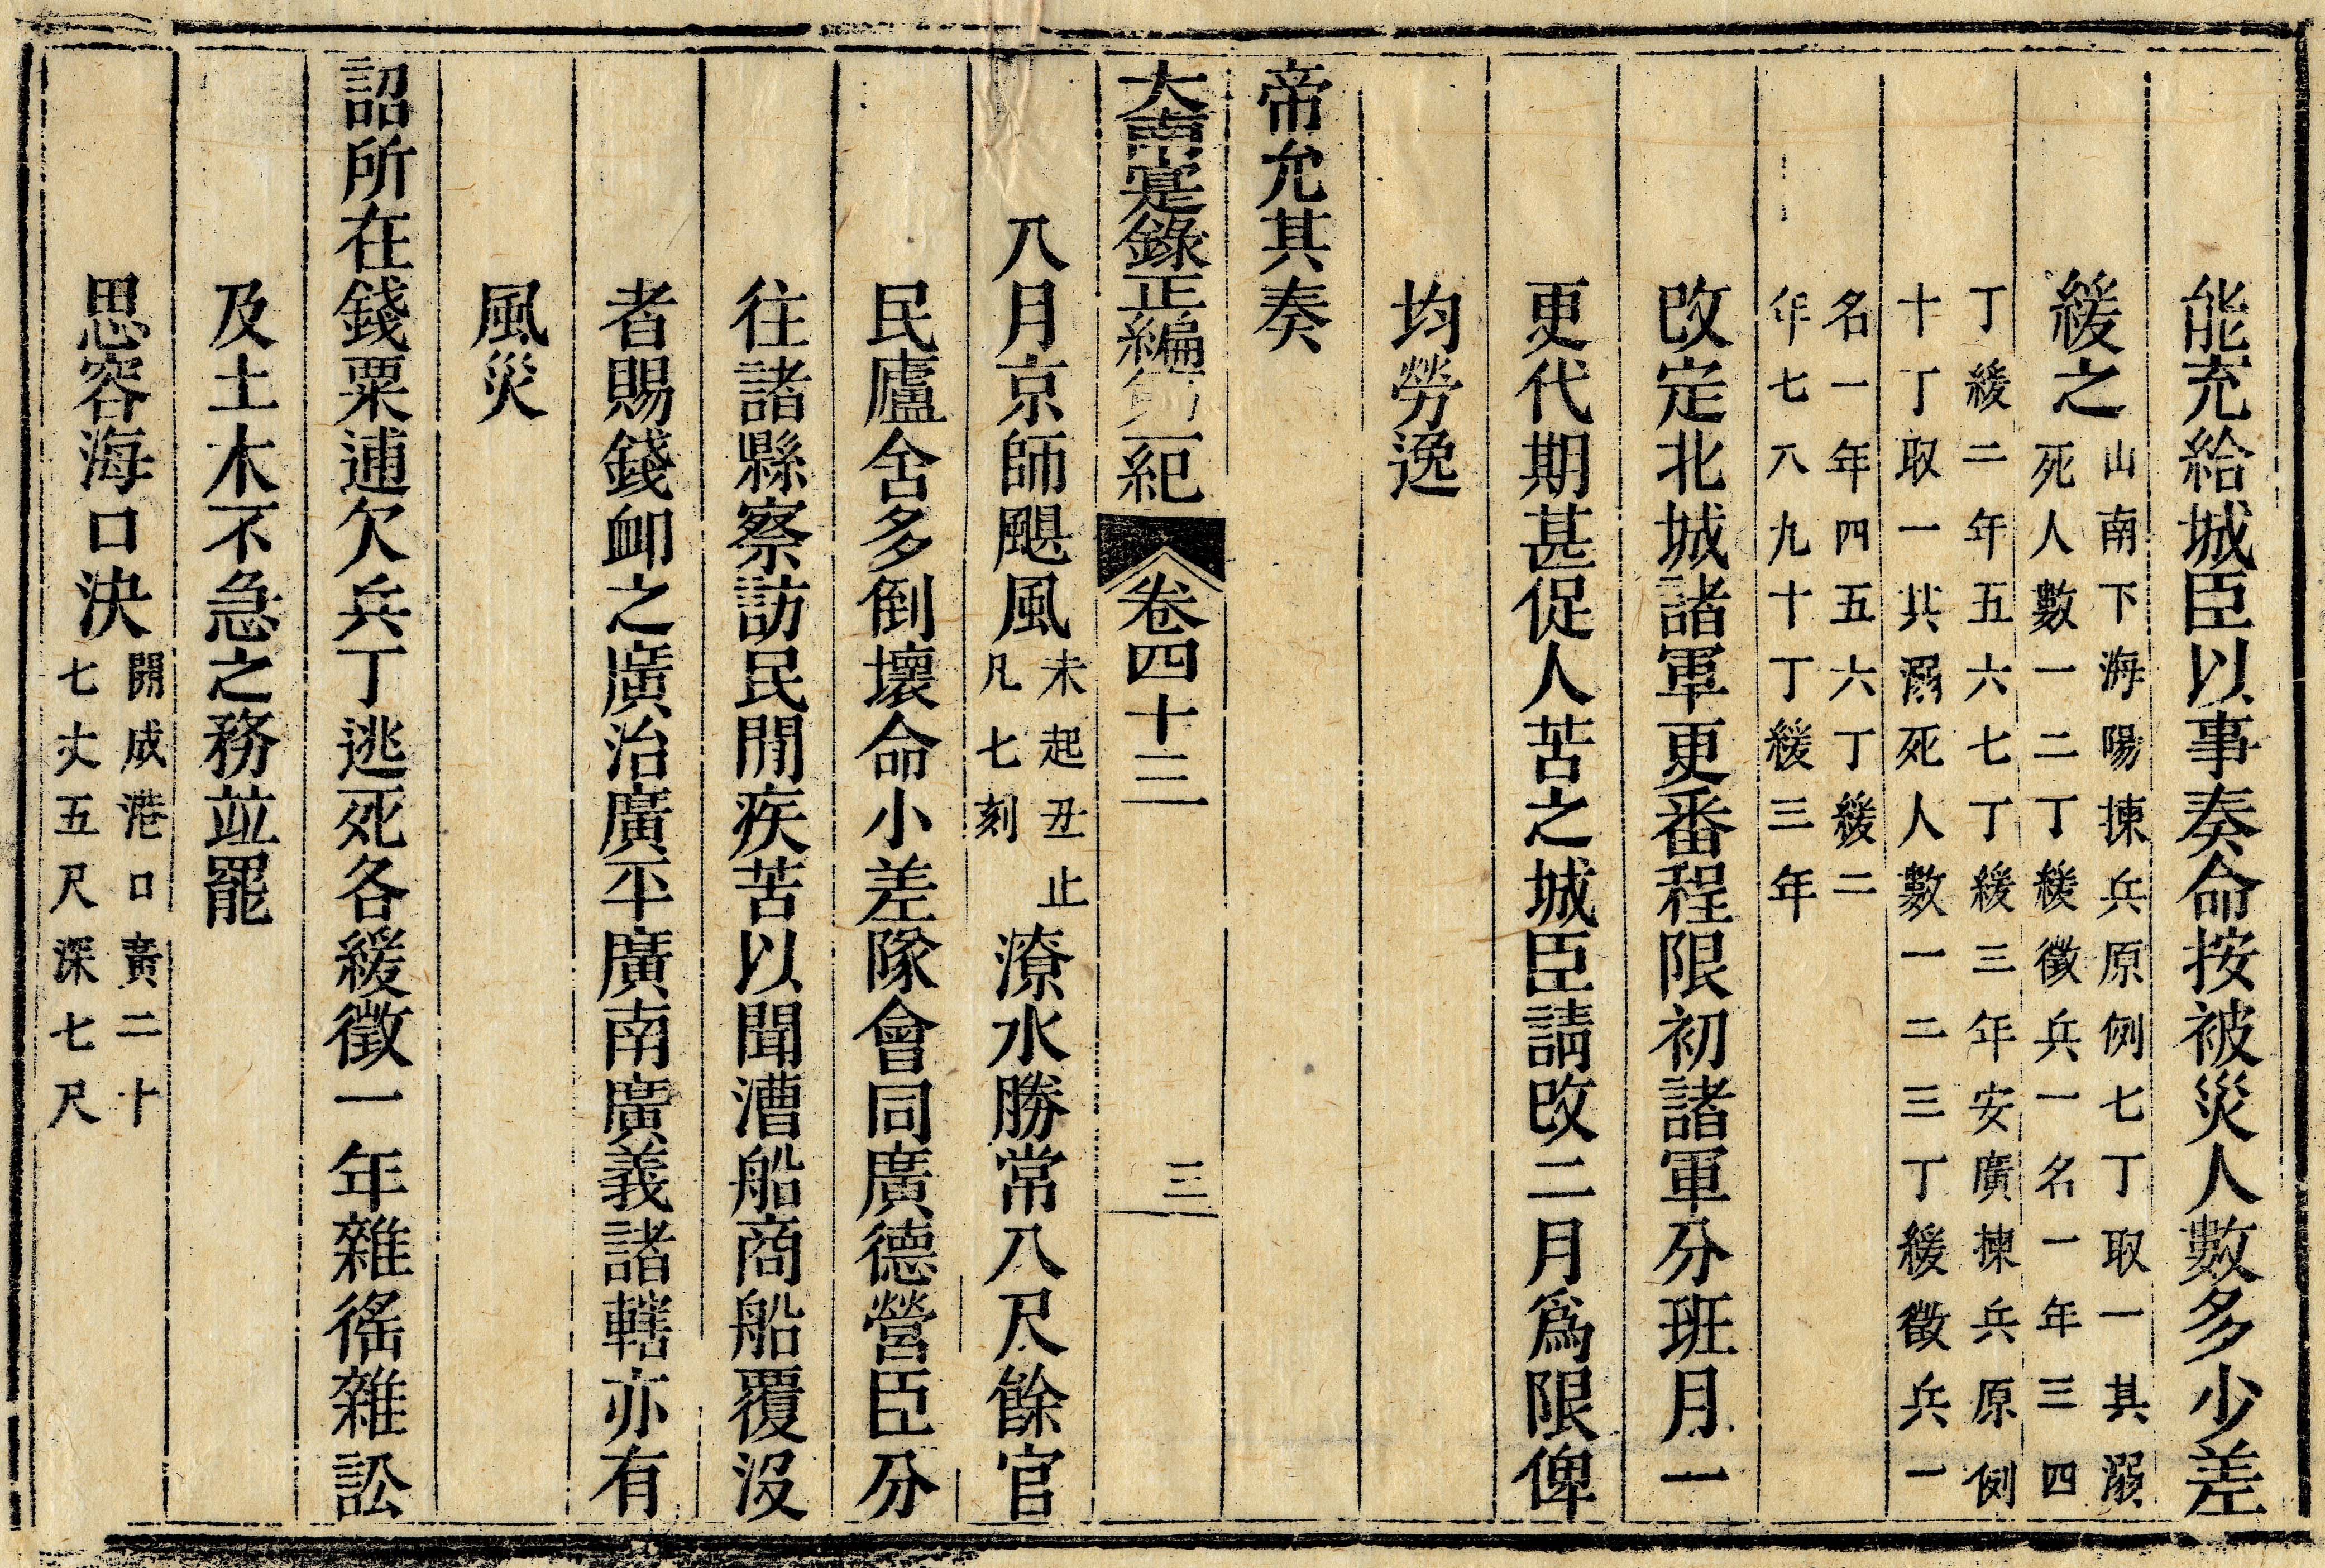 能充給城臣以事奏命按被災人數多少差
緩之
山南下海陽揀兵原例七丁取一其溺
死人數一二丁緩徵兵一名一年三四
丁緩二年五六七丁緩三年安廣揀兵原例
十丁取一其溺死人數一二三丁緩徵兵一
名一年四五六丁緩二
年七八九十丁緩三年
改定北城諸軍更番程限初諸軍分班月一
更代期甚促人苦之城臣請改二月爲限俾
均勞逸
帝允其奏
大南寔錄正編第二紀 卷四十三 三
八月京師颶風
未起丑止
凡七刻
潦水勝常八尺餘官
民廬舍多倒壞命小差隊會同廣德營臣分
往諸縣察訪民閒疾苦以聞漕船商船覆沒
者賜錢卹之廣治廣平廣南廣義諸轄亦有
風災
詔所在錢粟逋欠兵丁逃死各緩徵一年雜徭雜訟
及土木不急之務並罷
思容海口決
開成港口廣二十
七丈五尺深七尺